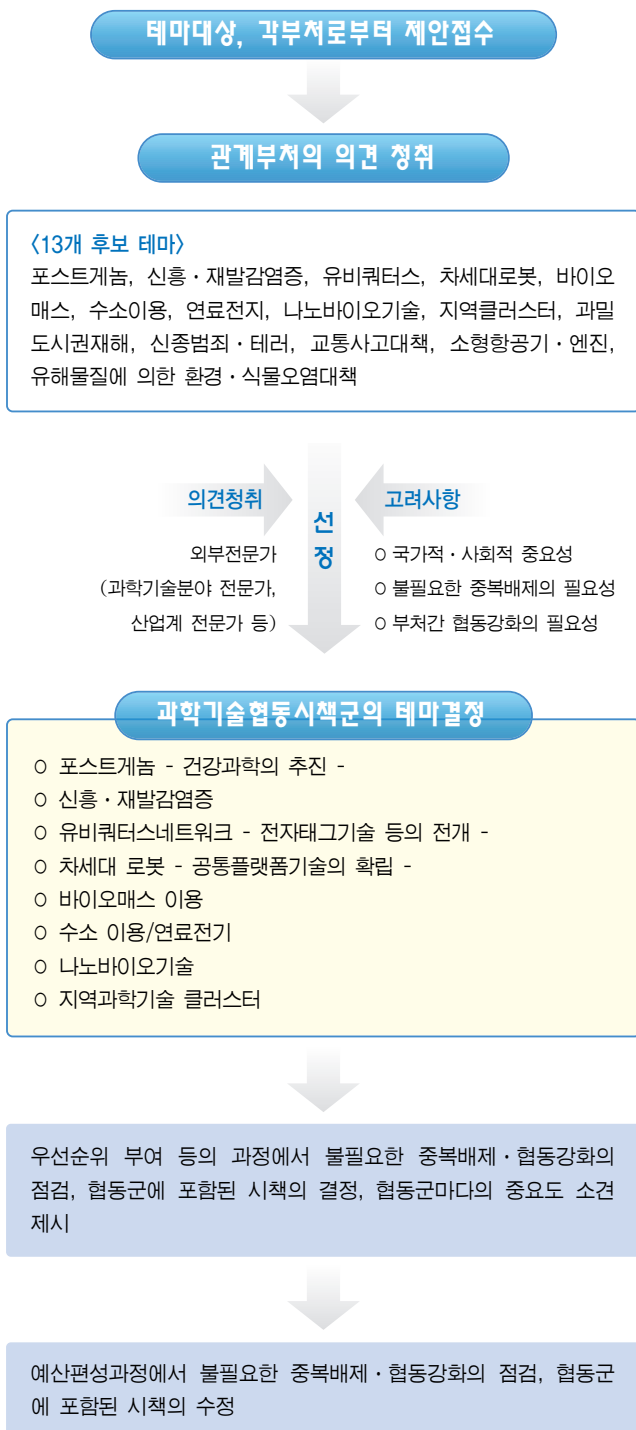 테마대상, 각부처로부터 제안접수
관계부처의 의견 청취
〈13개 후보 테마〉
포스트게놈, 신흥・재발감염증, 유비쿼터스, 차세대로봇, 바이오
매스, 수소이용, 연료전지, 나노바이오기술, 지역클러스터, 과밀
도시권재해, 신종범죄・테러, 교통사고대책, 소형항공기・엔진,
유해물질에 의한 환경・식물오염대책
의견청취
외부전문가
(과학기술분야 전문가,
산업계 전문가 등)
선
정
고려사항
o 국가적・사회적 중요성
o 불필요한 중복배제의 필요성
o 부처간 협동강화의 필요성
과학기술협동시책군의 테마결정
o 포스트게놈 - 건강과학의 추진 -
o 신흥・재발감염증
o 유비쿼터스네트워크 - 전자태그기술 등의 전개 -
o 차세대 로봇 - 공통플랫폼기술의 확립 -
o 바이오매스 이용
o 수소 이용/연료전기
o 나노바이오기술
o 지역과학기술 클러스터
우선순위 부여 등의 과정에서 불필요한 중복배제・협동강화의
점검, 협동군에 포함된 시책의 결정, 협동군마다의 중요도 소견
제시
예산편성과정에서 불필요한 중복배제・협동강화의 점검, 협동군
에 포함된 시책의 수정